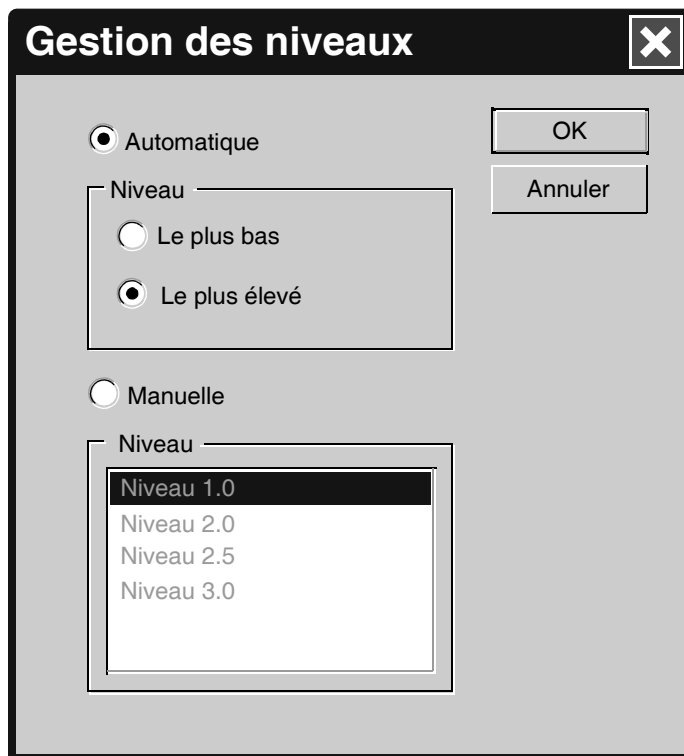 Gestion des niveaux
Automatique
OK
Niveau
Annuler
Le plus bas
Le plus élevé
Manuelle
Niveau
Niveau 1.0
Niveau 2.0
Niveau 2.5
Niveau 3.0